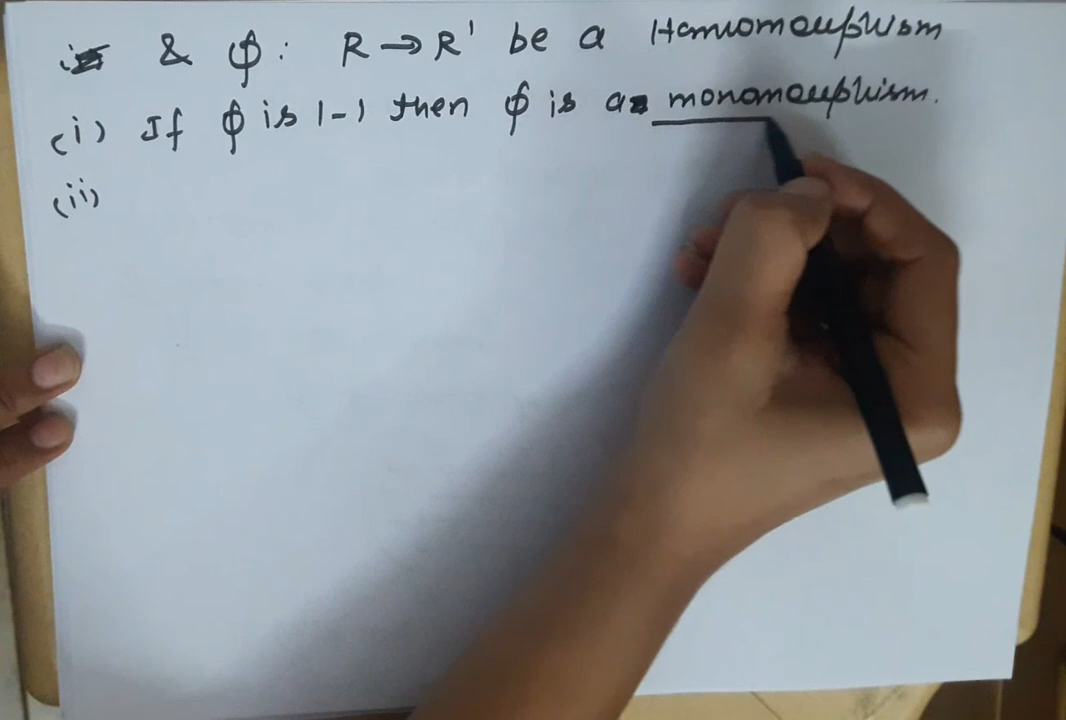 & φ: R → R' be a Homomorphism
(i) If φ is 1-1 then φ is a monomorphism.
(ii)